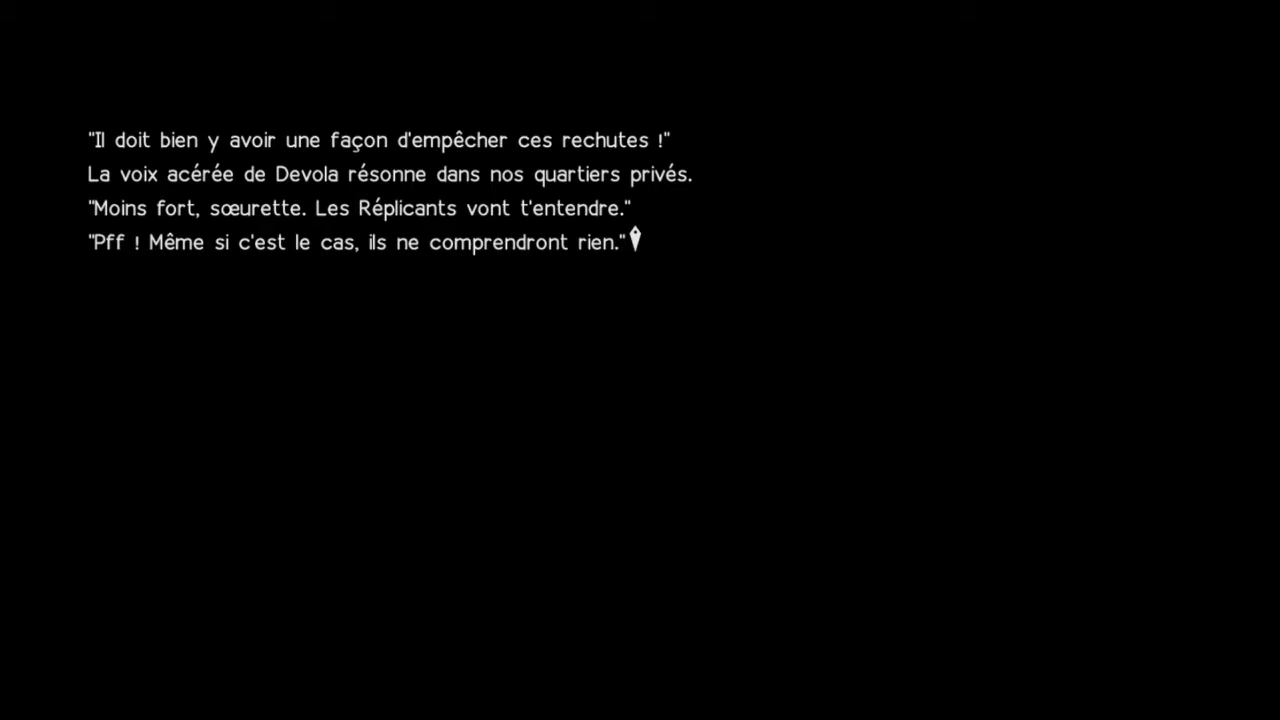 "Il doit bien y avoir une façon d'empêcher ces rechutes !"
La voix acérée de Devola résonne dans nos quartiers privés.
"Moins fort, sœurette. Les Réplicants vont t'entendre."
"Pff ! Même si c'est le cas, ils ne comprendront rien."